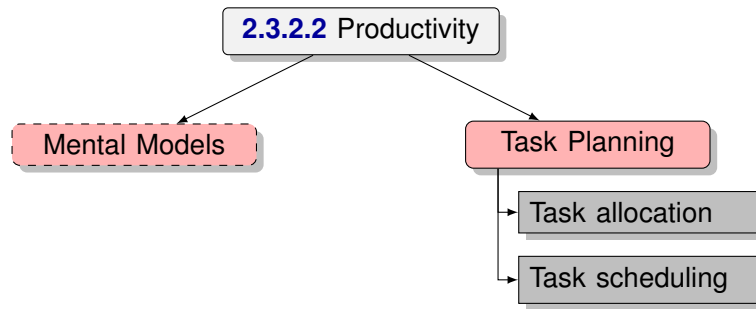 2.3.2.2 Productivity
Mental Models
Task Planning
Task allocation
Task scheduling